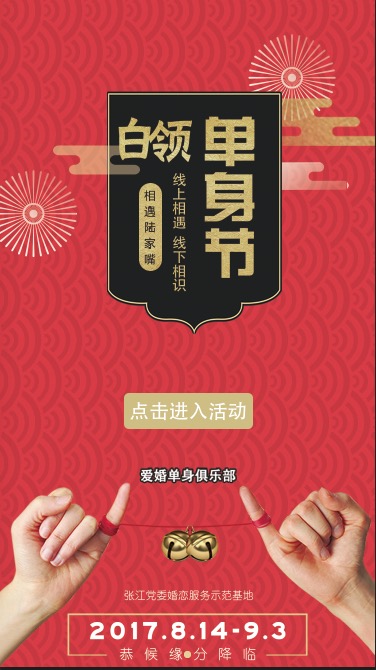 白领
单身节
线上相遇 线下相识
相遇陆家嘴
点击进入活动
爱婚单身俱乐部
张江党委婚恋服务示范基地
2017.8.14-9.3
恭候缘分降临